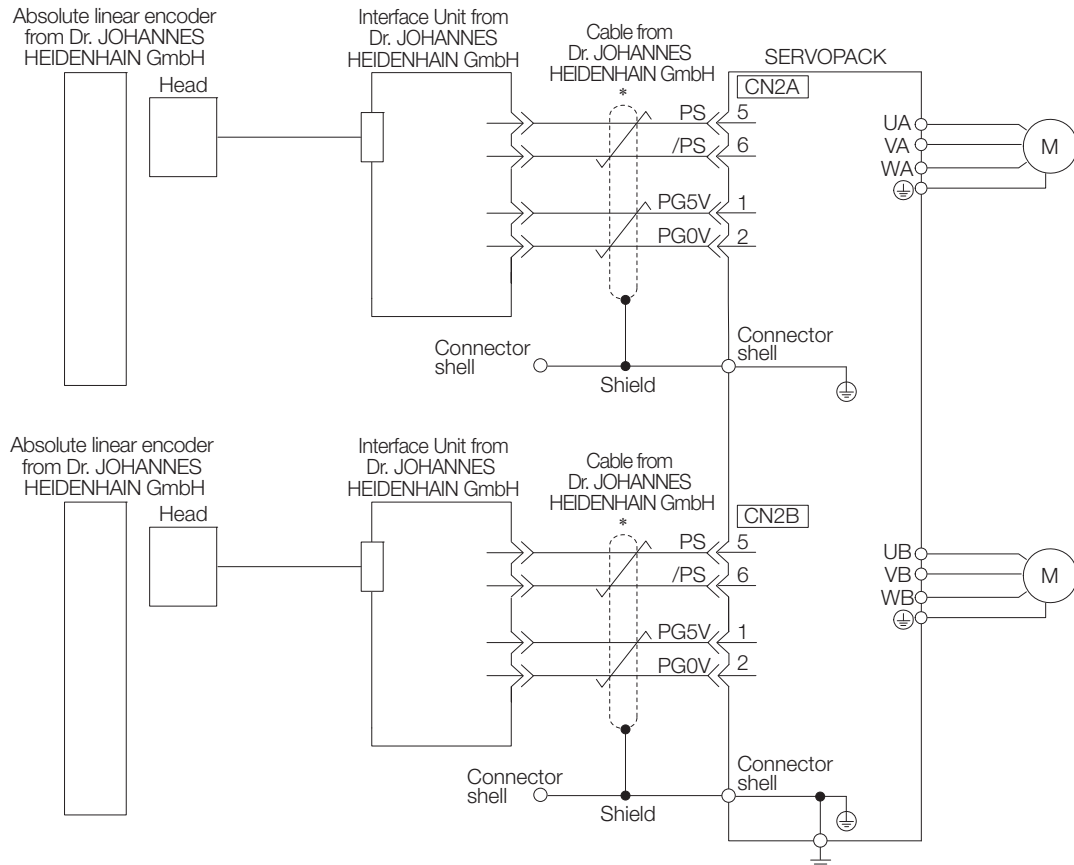 Absolute linear encoder
from Dr. JOHANNES
HEIDENHAIN GmbH
Head
Interface Unit from
Dr. JOHANNES
HEIDENHAIN GmbH
Cable from
Dr. JOHANNES
HEIDENHAIN GmbH
*
SERVOPACK
CN2A
PS 5
/PS 6
PG5V 1
PG0V 2
UA
VA
WA
M
Connector
shell
Shield
Connector
shell
Absolute linear encoder
from Dr. JOHANNES
HEIDENHAIN GmbH
Head
Interface Unit from
Dr. JOHANNES
HEIDENHAIN GmbH
Cable from
Dr. JOHANNES
HEIDENHAIN GmbH
*
CN2B
PS 5
/PS 6
PG5V 1
PG0V 2
UB
VB
WB
M
Connector
shell
Shield
Connector
shell